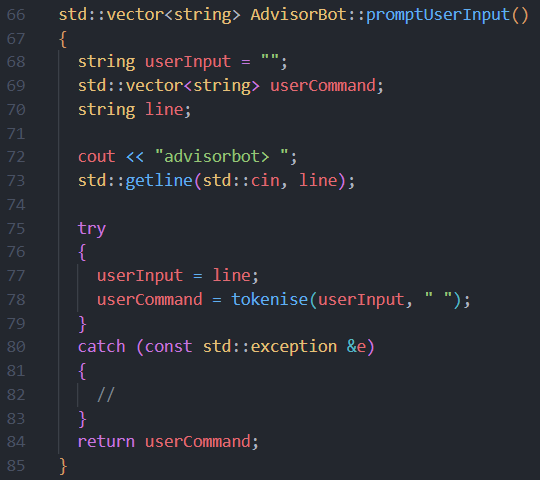 66 std::vector<string> AdvisorBot::promptUserInput()
67 {
68   string userInput = "";
69   std::vector<string> userCommand;
70   string line;
71
72   cout << "advisorbot> ";
73   std::getline(std::cin, line);
74
75   try
76   {
77     userInput = line;
78     userCommand = tokenise(userInput, " ");
79   }
80   catch (const std::exception &e)
81   {
82     //
83   }
84   return userCommand;
85 }